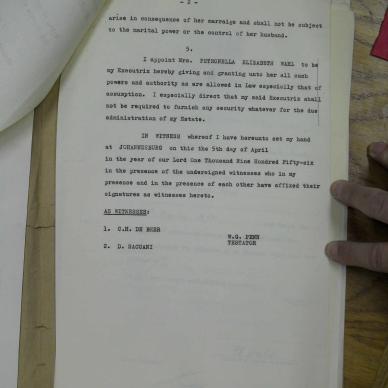 - 2 -
arise in consequence of her marraige and shall not be subject
to the marital power or the control of her husband.
5.
I appoint Mrs. PETRONELLA ELIZABETH to be
my Executrix hereby giving and granting unto her all such
powers and authority as are allowed in Law especially that of
assumption. I especially direct that my said Executrix shall
not be required to furnish any security whatever for the due
administration of my Estate.
IN WITNESS whereof I have hereunto set my hand
at JOHANNESBURG on this the 5th day of April
in the year of our Lord One Thousand Nine Hundred Fifty-six
in the presence of the undersigned witnesses who in my
presence and in the presence of each other have affixed their
signatures as witnesses hereto.
AS WITNESSES:
1. C.M. DE BEER
W.G. PENN
TESTATOR
2. D.